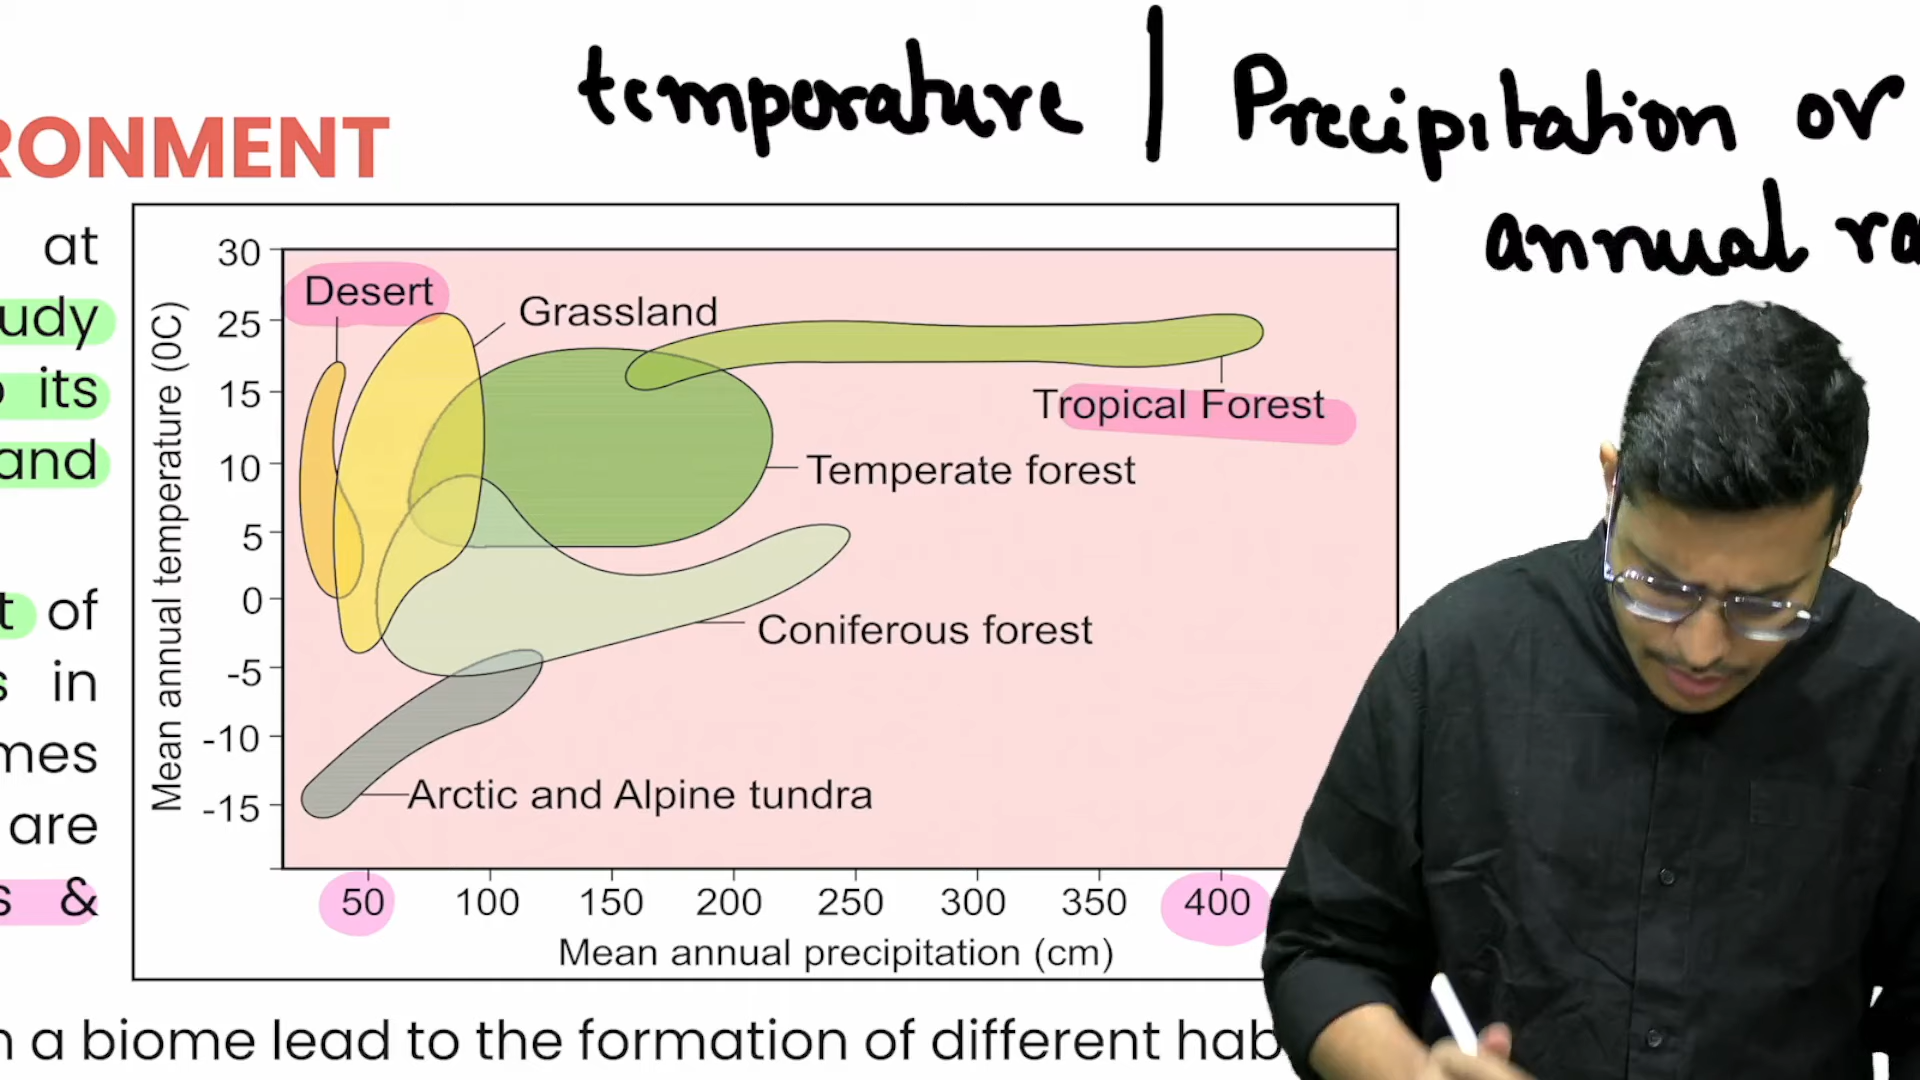 temperature | Precipitation or
annual
RONMENT
at
udy
its
and
t of
s in
mes
are
s &
30
25
15
10
5
0
-5
-10
-15
Mean annual temperature (0C)
Desert
Grassland
Tropical Forest
Temperate forest
Coniferous forest
Arctic and Alpine tundra
50 100 150 200 250 300 350 400
Mean annual precipitation (cm)
a biome lead to the formation of different hab